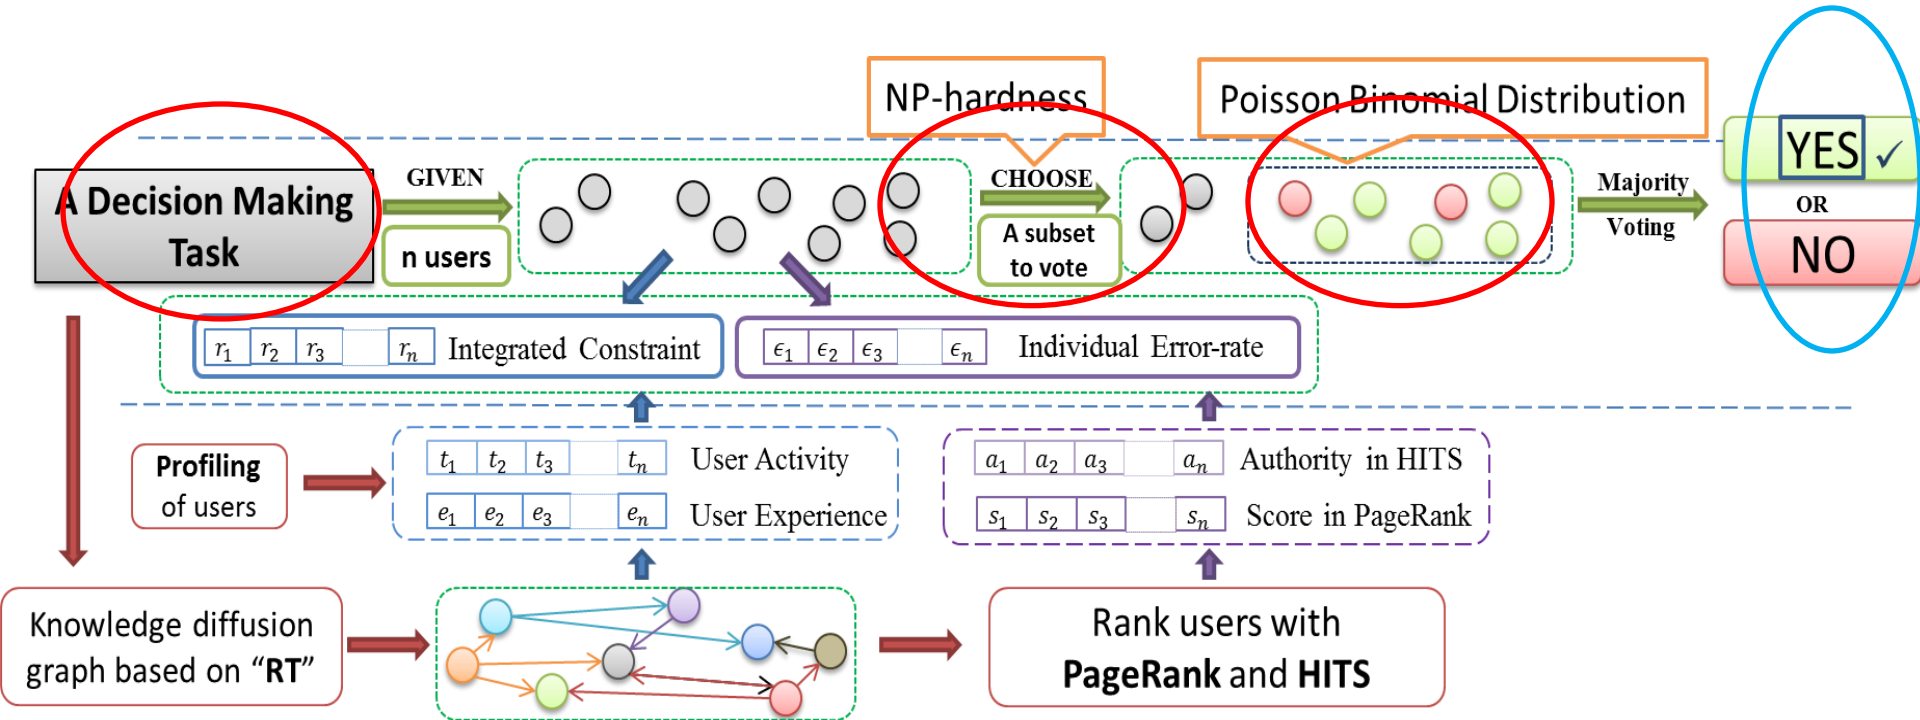 NP-hardness
Poisson Binomial Distribution
A Decision Making
Task
GIVEN
n users
CHOOSE
A subset
to vote
Majority
Voting
YES ✓
OR
NO
r₁ r₂ r₃ rₙ Integrated Constraint
ϵ₁ ϵ₂ ϵ₃ ϵₙ Individual Error-rate
Profiling
of users
t₁ t₂ t₃ tₙ User Activity
e₁ e₂ e₃ eₙ User Experience
a₁ a₂ a₃ aₙ Authority in HITS
s₁ s₂ s₃ sₙ Score in PageRank
Knowledge diffusion
graph based on “RT”
Rank users with
PageRank and HITS